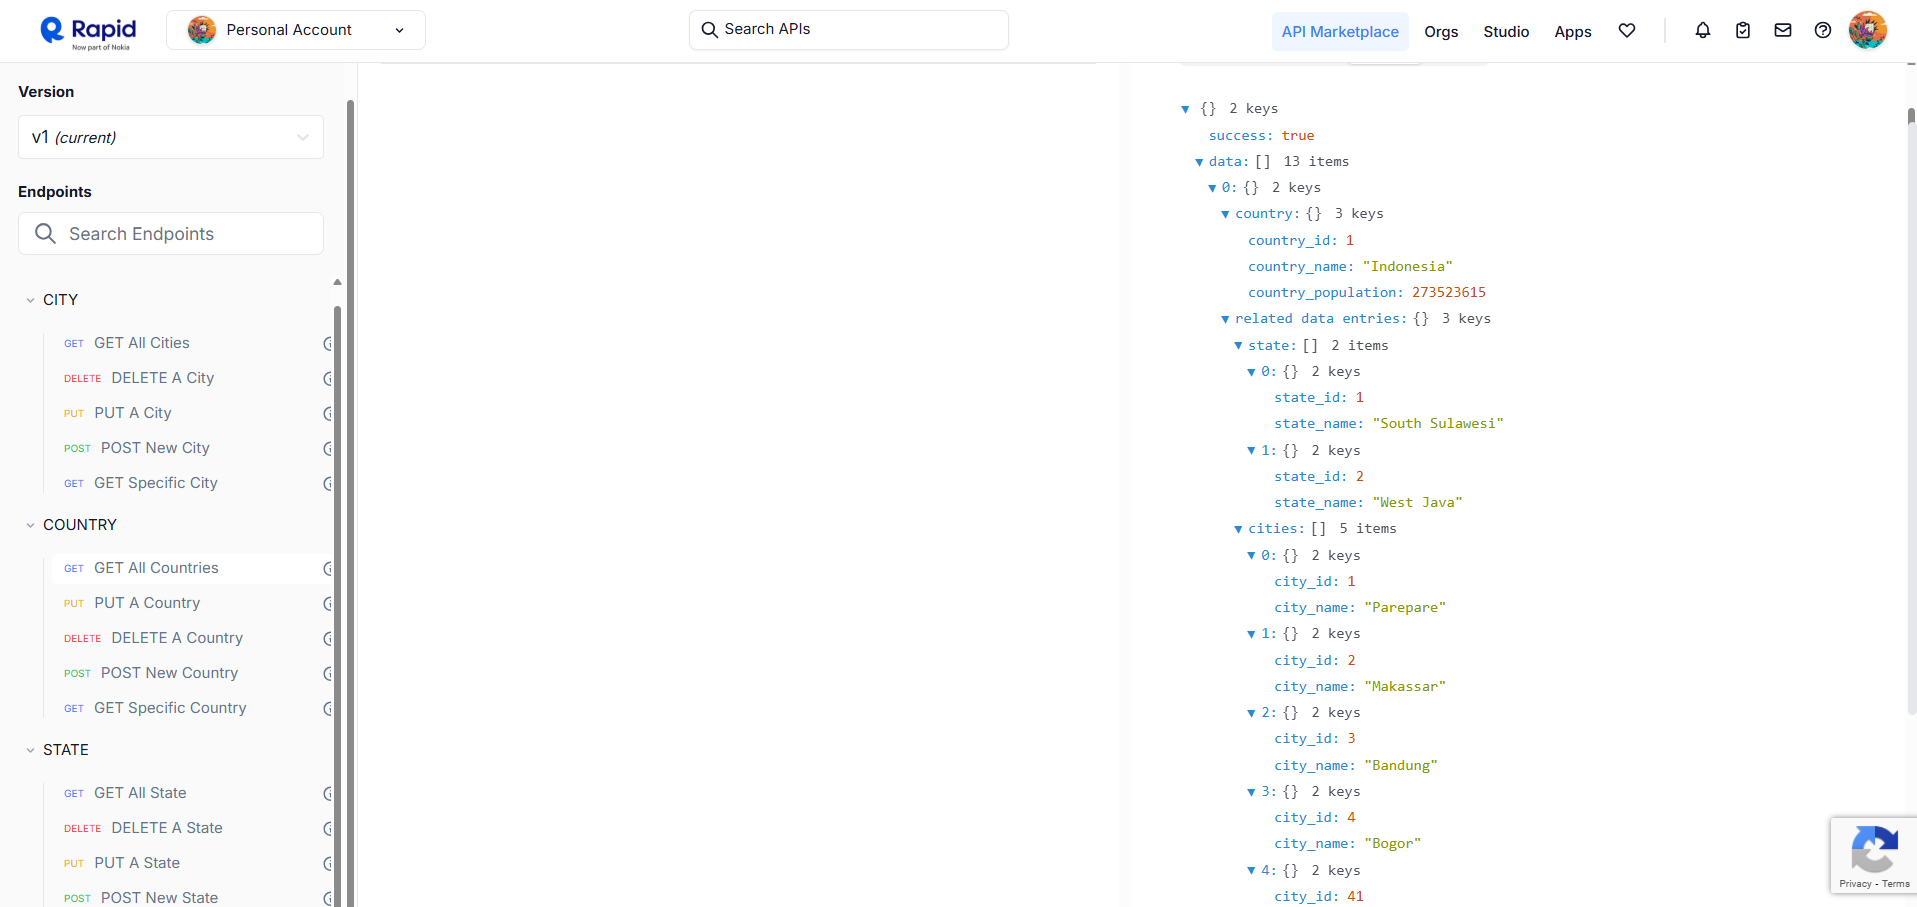 Rapid
Now part of Nokia
Personal Account
Search APIs
API Marketplace
Orgs
Studio
Apps
Version
v1 (current)
Endpoints
Search Endpoints
CITY
GET GET All Cities
DELETE DELETE A City
PUT PUT A City
POST POST New City
GET GET Specific City
COUNTRY
GET GET All Countries
PUT PUT A Country
DELETE DELETE A Country
POST POST New Country
GET GET Specific Country
STATE
GET GET All State
DELETE DELETE A State
PUT PUT A State
POST POST New State
{} 2 keys
success: true
data: [] 13 items
0: {} 2 keys
country: {} 3 keys
country_id: 1
country_name: "Indonesia"
country_population: 273523615
related data entries: {} 3 keys
state: [] 2 items
0: {} 2 keys
state_id: 1
state_name: "South Sulawesi"
1: {} 2 keys
state_id: 2
state_name: "West Java"
cities: [] 5 items
0: {} 2 keys
city_id: 1
city_name: "Parepare"
1: {} 2 keys
city_id: 2
city_name: "Makassar"
2: {} 2 keys
city_id: 3
city_name: "Bandung"
3: {} 2 keys
city_id: 4
city_name: "Bogor"
4: {} 2 keys
city_id: 41
Privacy - Terms